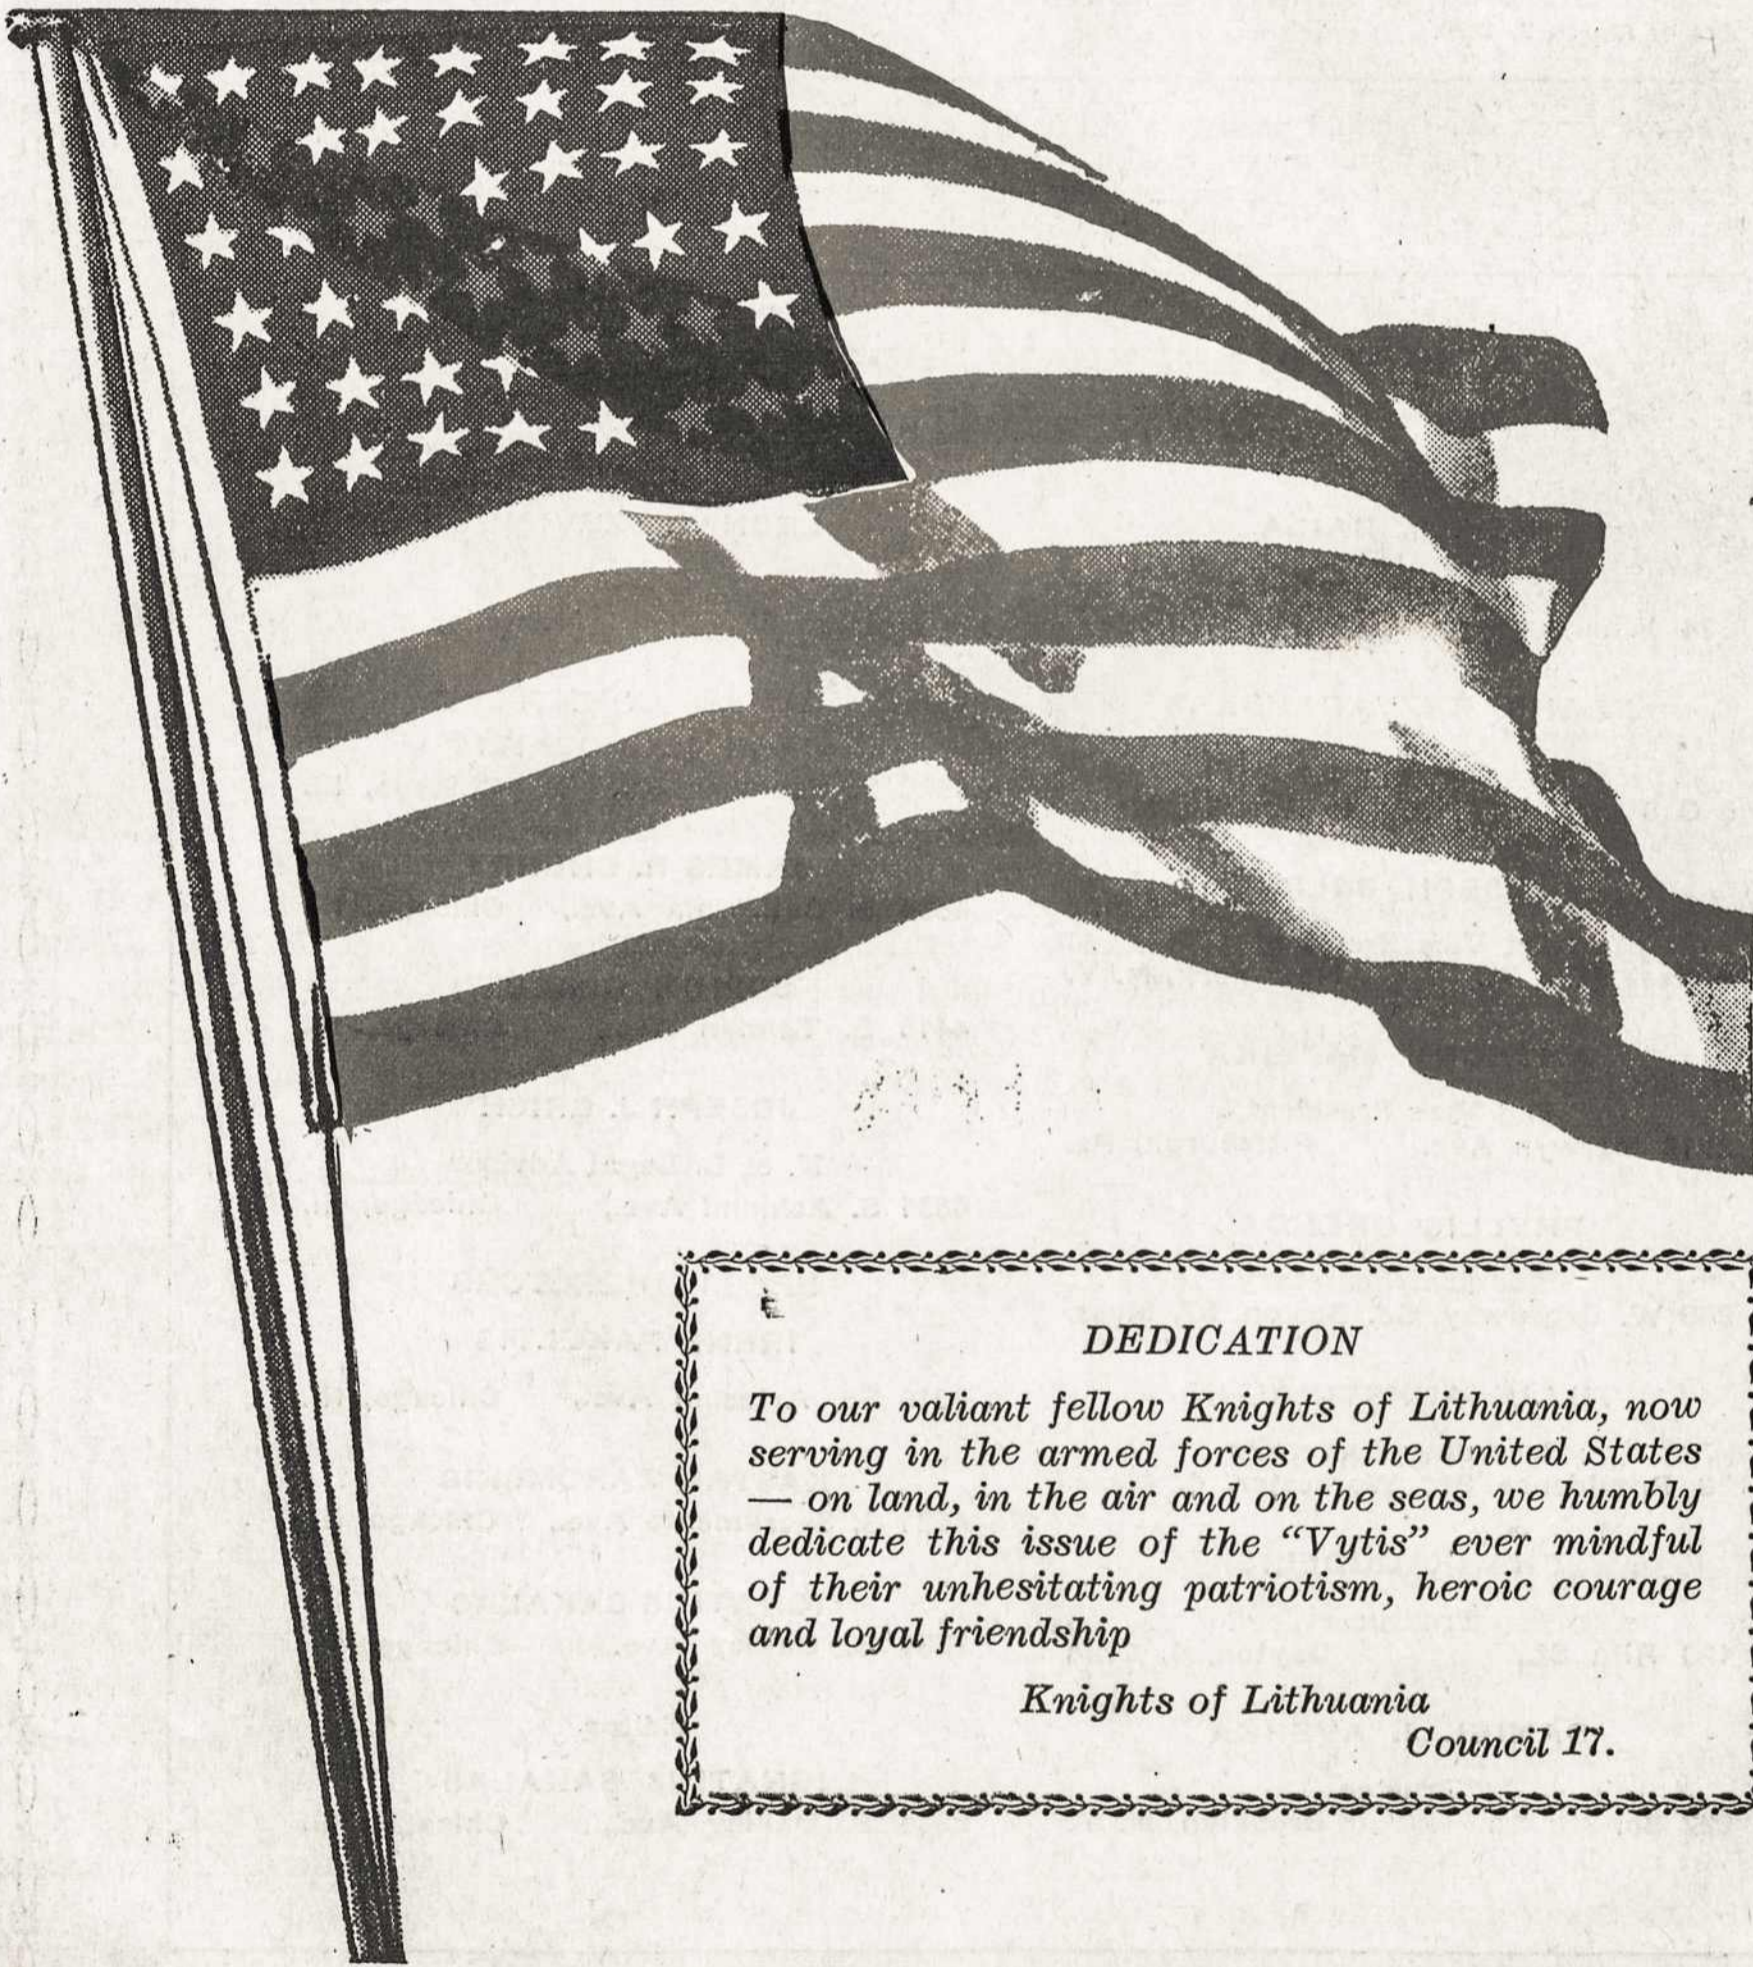 DEDICATION
To our valiant fellow Knights of Lithuania, now
serving in the armed forces of the United States
— on land, in the air and on the seas, we humbly
dedicate this issue of the “Vytis” ever mindful
of their unhesitating patriotism, heroic courage
and loyal friendship
Knights of Lithuania
Council 17.